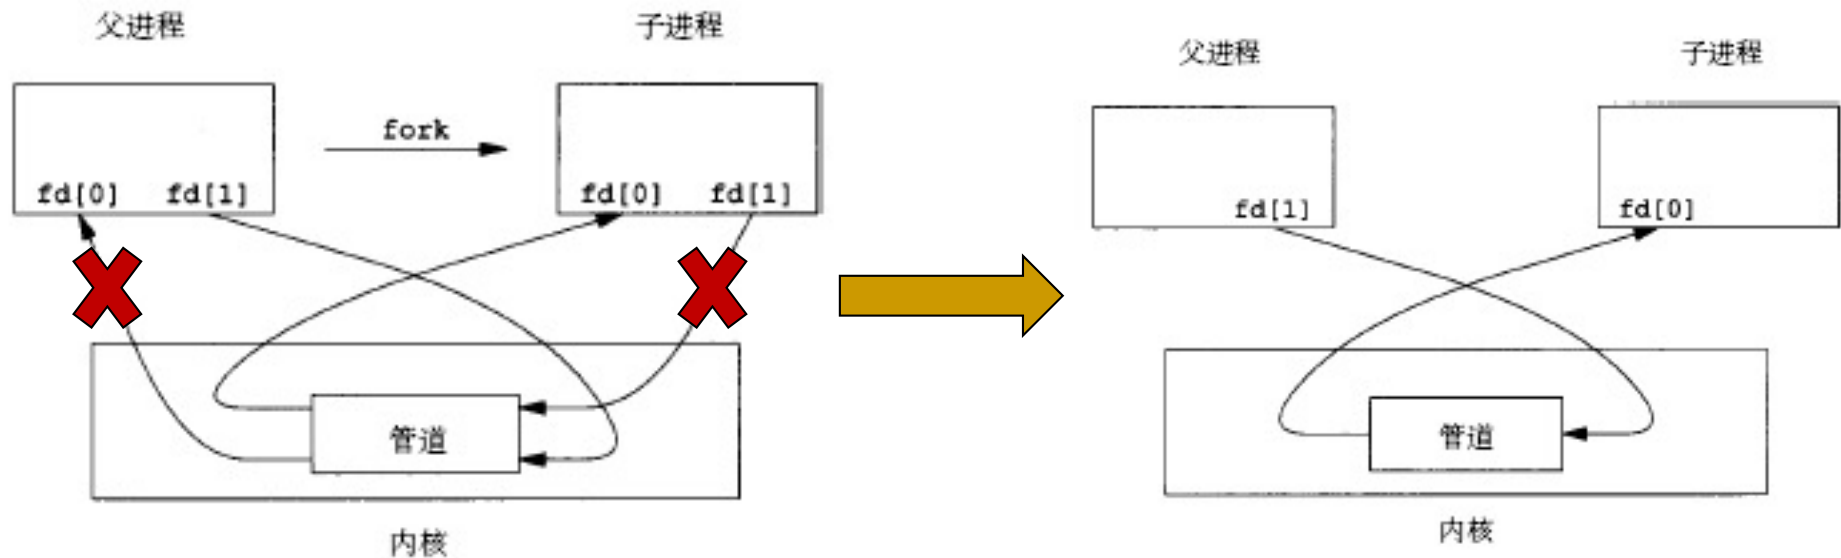 父进程
子进程
fork
fd[0]
fd[1]
fd[0]
fd[1]
管道
内核
父进程
子进程
fd[1]
fd[0]
管道
内核